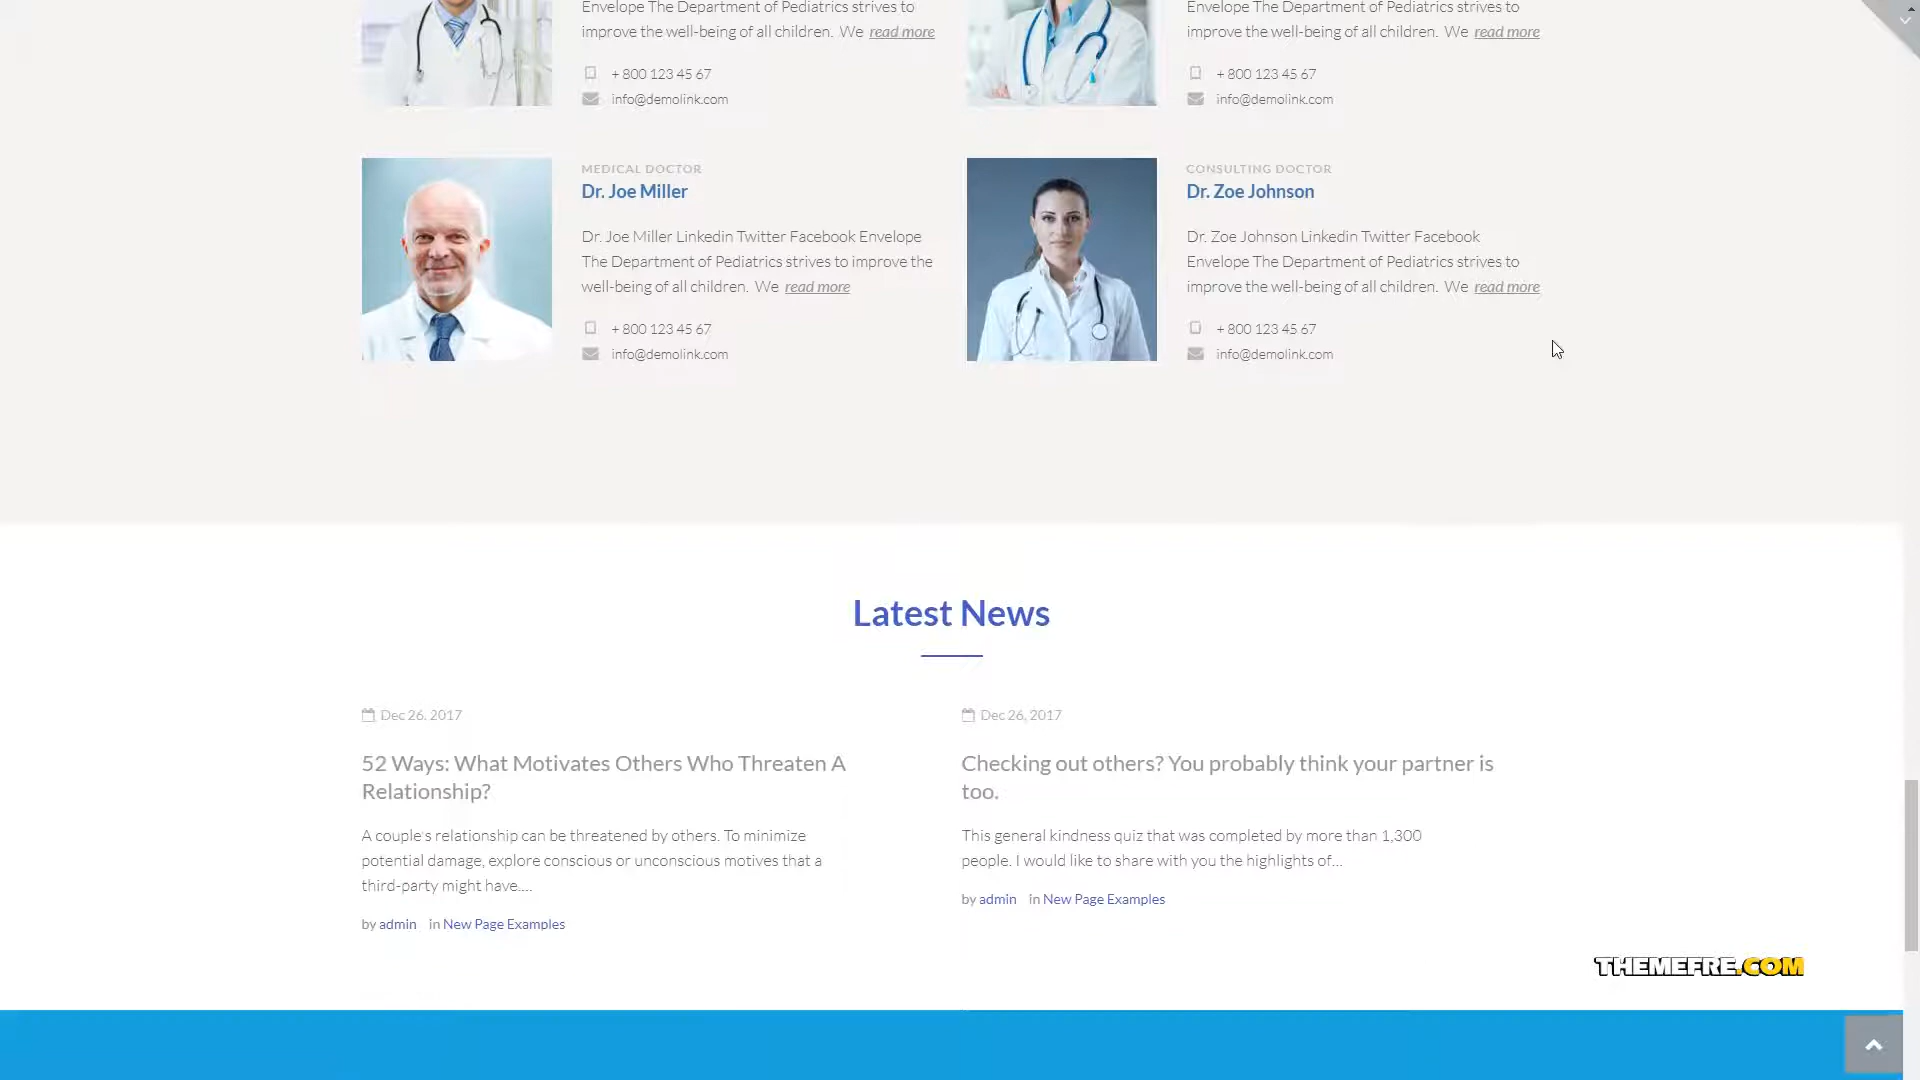 Envelope The Department of Pediatrics strives to
improve the well-being of all children. We read more
+ 800 123 45 67
info@demolink.com
Envelope The Department of Pediatrics strives to
improve the well-being of all children. We read more
+ 800 123 45 67
info@demolink.com
MEDICAL DOCTOR
Dr. Joe Miller
Dr. Joe Miller Linkedin Twitter Facebook Envelope
The Department of Pediatrics strives to improve the
well-being of all children. We read more
+ 800 123 45 67
info@demolink.com
CONSULTING DOCTOR
Dr. Zoe Johnson
Dr. Zoe Johnson Linkedin Twitter Facebook
Envelope The Department of Pediatrics strives to
improve the well-being of all children. We read more
+ 800 123 45 67
info@demolink.com
Latest News
Dec 26, 2017
52 Ways: What Motivates Others Who Threaten A
Relationship?
A couple's relationship can be threatened by others. To minimize
potential damage, explore conscious or unconscious motives that a
third-party might have....
by admin in New Page Examples
Dec 26, 2017
Checking out others? You probably think your partner is
too.
This general kindness quiz that was completed by more than 1,300
people. I would like to share with you the highlights of...
by admin in New Page Examples
THEMEFRE.COM